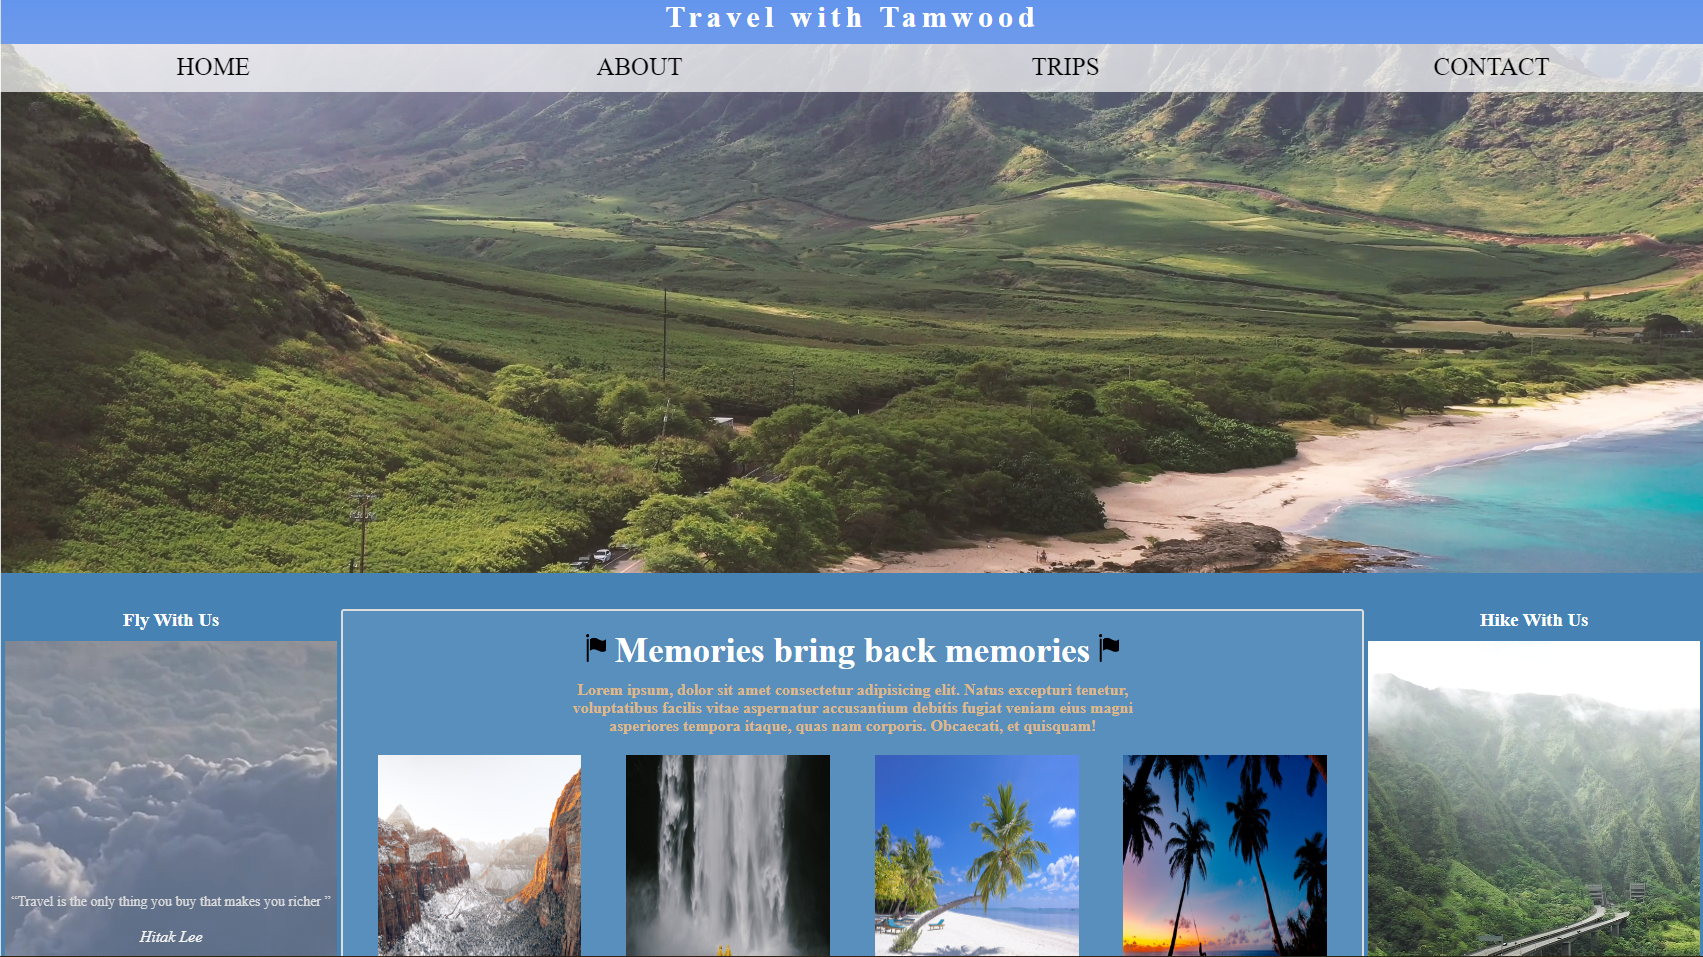 Travel with Tamwood
HOME ABOUT TRIPS CONTACT
Fly With Us
“Travel is the only thing you buy that makes you richer ”
Hitak Lee
Memories bring back memories
Lorem ipsum, dolor sit amet consectetur adipisicing elit. Natus excepturi tenetur,
voluptatibus facilis vitae aspernatur accusantium debitis fugiat veniam eius magni
asperiores tempora itaque, quas nam corporis. Obcaecati, et quisquam!
Hike With Us